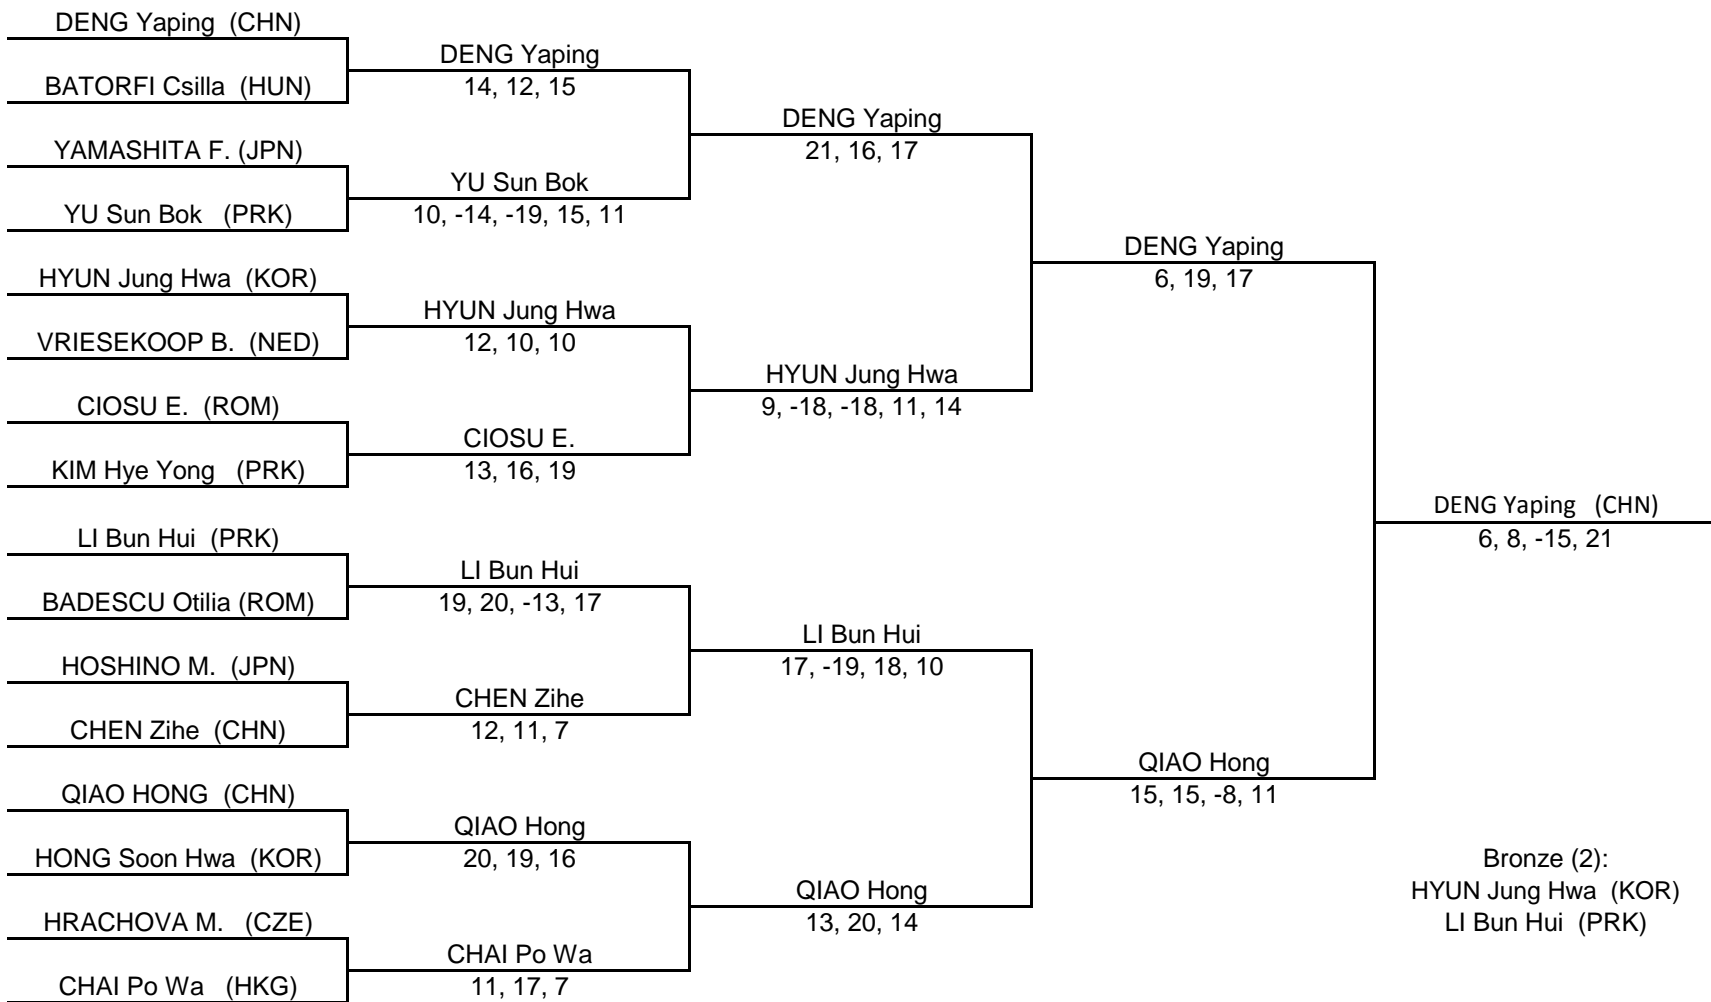 DENG Yaping (CHN)
BATORFI Csilla (HUN)
YAMASHITA F. (JPN)
YU Sun Bok (PRK)
HYUN Jung Hwa (KOR)
VRIESEKOOP B. (NED)
CIOSU E. (ROM)
KIM Hye Yong (PRK)
LI Bun Hui (PRK)
BADESCU Otilia (ROM)
HOSHINO M. (JPN)
CHEN Zihe (CHN)
QIAO HONG (CHN)
HONG Soon Hwa (KOR)
HRACHOVA M. (CZE)
CHAI Po Wa (HKG)
DENG Yaping
14, 12, 15
YU Sun Bok
10, -14, -19, 15, 11
HYUN Jung Hwa
12, 10, 10
CIOSU E.
13, 16, 19
LI Bun Hui
19, 20, -13, 17
CHEN Zihe
12, 11, 7
QIAO Hong
20, 19, 16
CHAI Po Wa
11, 17, 7
DENG Yaping
21, 16, 17
HYUN Jung Hwa
9, -18, -18, 11, 14
LI Bun Hui
17, -19, 18, 10
QIAO Hong
13, 20, 14
DENG Yaping
6, 19, 17
QIAO Hong
15, 15, -8, 11
DENG Yaping (CHN)
6, 8, -15, 21
Bronze (2):
HYUN Jung Hwa (KOR)
LI Bun Hui (PRK)